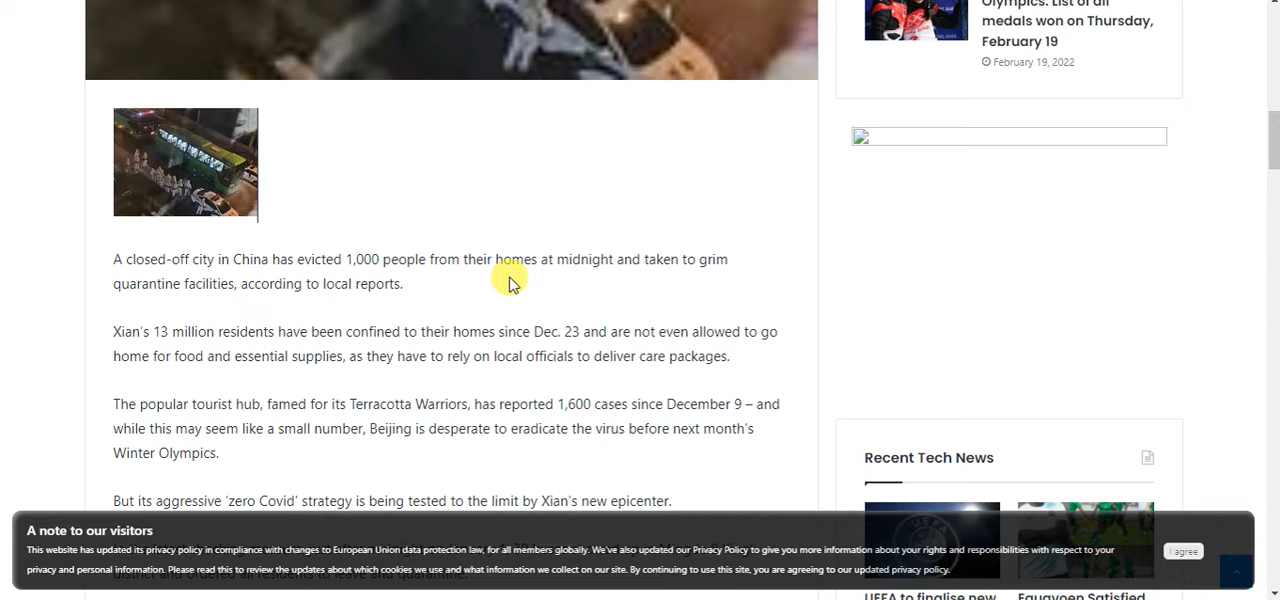 Olympics: List of all
medals won on Thursday,
February 19
February 19, 2022
A closed-off city in China has evicted 1,000 people from their homes at midnight and taken to grim
quarantine facilities, according to local reports.
Xian's 13 million residents have been confined to their homes since Dec. 23 and are not even allowed to go
home for food and essential supplies, as they have to rely on local officials to deliver care packages.
The popular tourist hub, famed for its Terracotta Warriors, has reported 1,600 cases since December 9 – and
while this may seem like a small number, Beijing is desperate to eradicate the virus before next month's
Winter Olympics.
But its aggressive 'zero Covid' strategy is being tested to the limit by Xian's new epicenter.
district and ordered all residents to leave and quarantine.
Recent Tech News
UEFA
UEFA to finalise new
Eguavoen Satisfied
A note to our visitors
This website has updated its privacy policy in compliance with changes to European Union data protection law, for all members globally. We've also updated our Privacy Policy to give you more information about your rights and responsibilities with respect to your
privacy and personal information. Please read this to review the updates about which cookies we use and what information we collect on our site. By continuing to use this site, you are agreeing to our updated privacy policy.
I agree